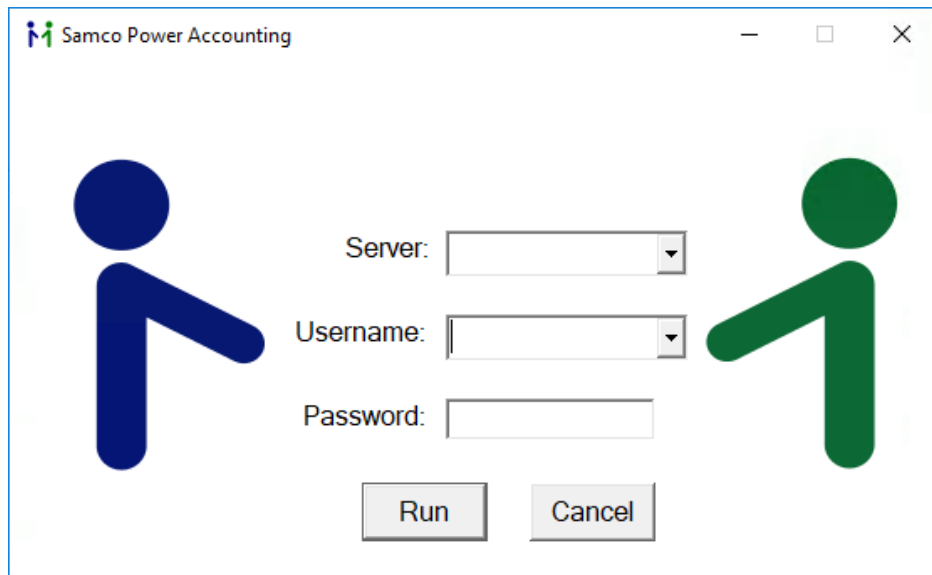 Samco Power Accounting
Server:
Username:
Password:
Run
Cancel